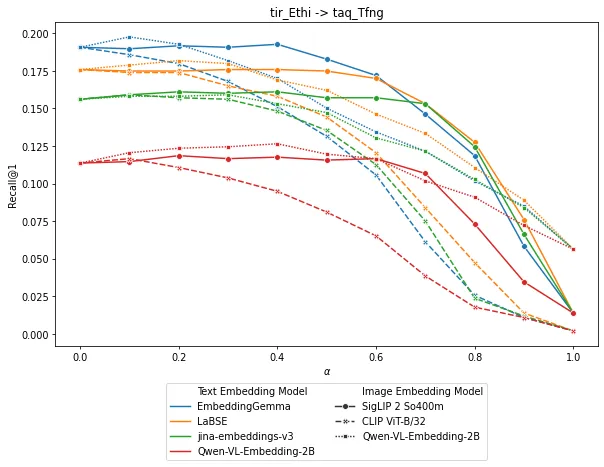 tir_Ethi -> taq_Tfng
0.200
0.175
0.150
0.125
0.100
0.075
0.050
0.025
0.000
Recall@1
0.0 0.2 0.4 0.6 0.8 1.0
α
Text Embedding Model Image Embedding Model
EmbeddingGemma SigLIP 2 So400m
LaBSE CLIP ViT-B/32
jina-embeddings-v3 Qwen-VL-Embedding-2B
Qwen-VL-Embedding-2B